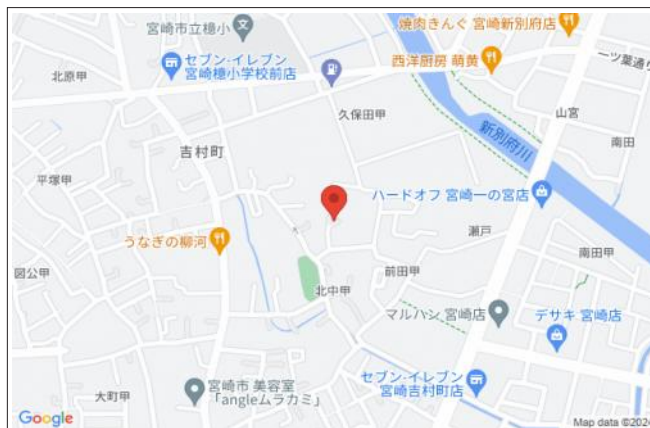 宮崎市立檍小
焼肉きんぐ 宮崎新別府店
セブン-イレブン
宮崎檍小学校前店
西洋厨房 萌黄
一ツ葉通り
北原甲
久保田甲
山宮
吉村町
新別府川
南田
平塚甲
ハードオフ 宮崎一の宮店
うなぎの柳河
瀬戸
南田甲
図公甲
前田甲
北中甲
マルハン 宮崎店
デサキ 宮崎店
セブン-イレブン
宮崎吉村町店
大町甲
宮崎市 美容室
「angleムラカミ」
Google
Map data ©2024